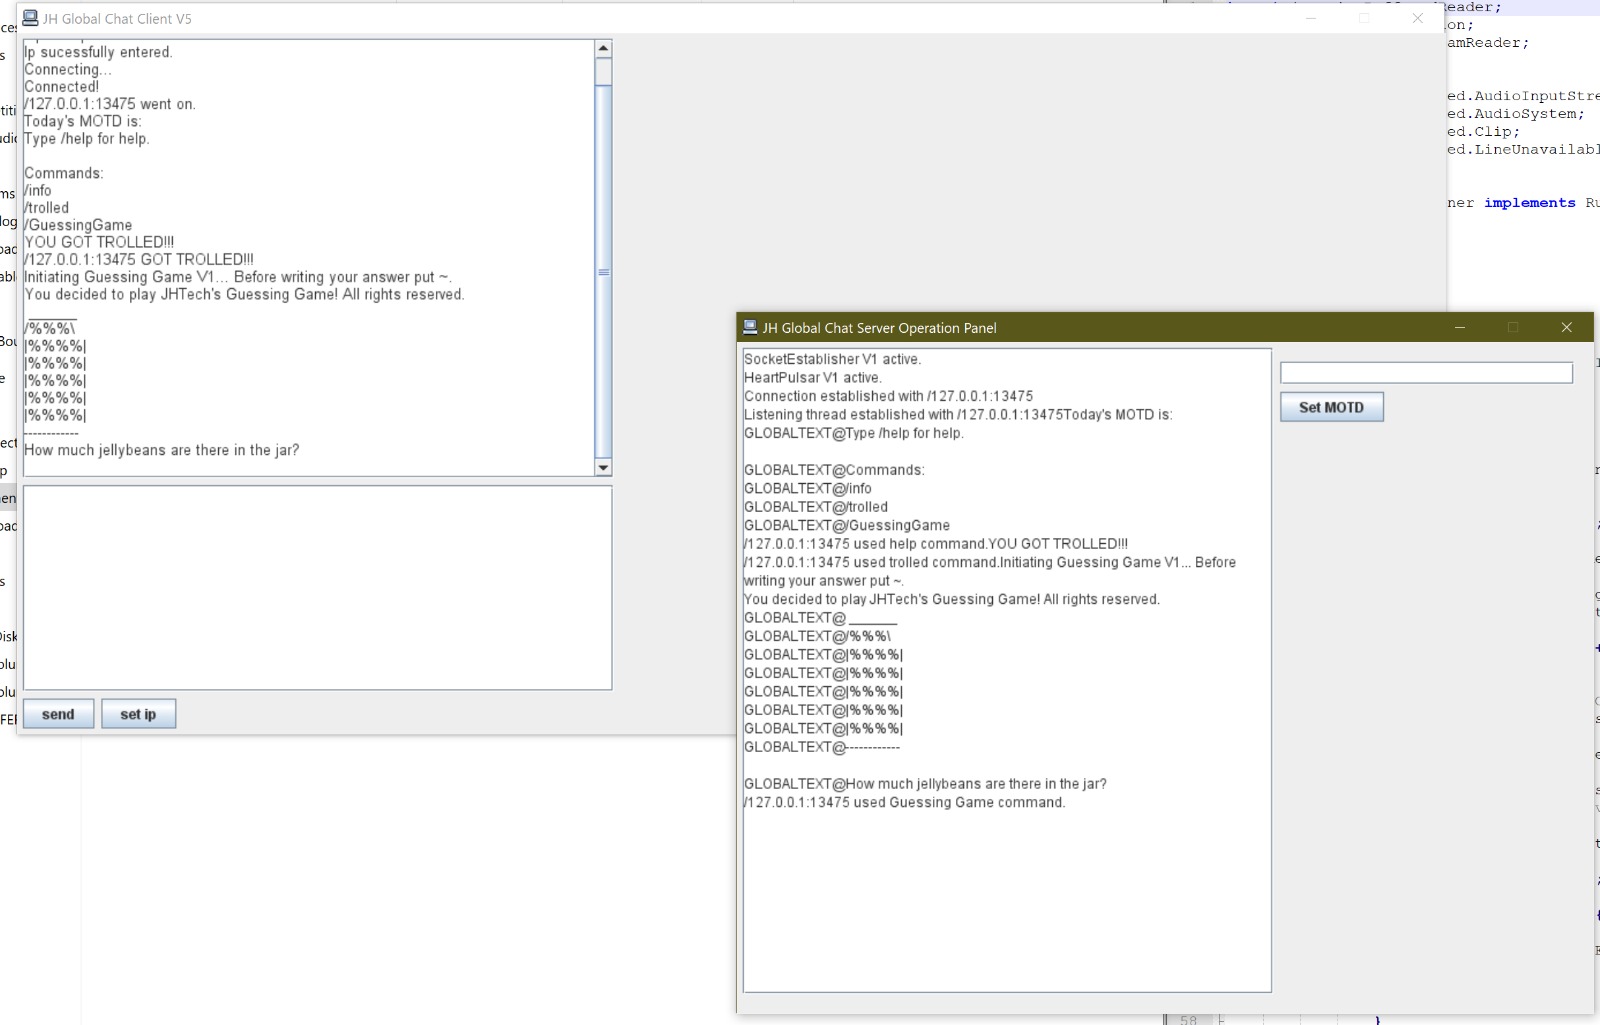 JH Global Chat Client V5
Ip sucessfully entered.
Connecting...
Connected!
/127.0.0.1:13475 went on.
Today's MOTD is:
Type /help for help.
Commands:
/info
/trolled
/GuessingGame
YOU GOT TROLLED!!!
/127.0.0.1:13475 GOT TROLLED!!!
Initiating Guessing Game V1... Before writing your answer put ~.
You decided to play JHTech's Guessing Game! All rights reserved.
_______
/%%%\
|%%%%|
|%%%%|
|%%%%|
|%%%%|
|%%%%|
------------
How much jellybeans are there in the jar?
send
set ip
JH Global Chat Server Operation Panel
SocketEstablisher V1 active.
HeartPulsar V1 active.
Connection established with /127.0.0.1:13475
Listening thread established with /127.0.0.1:13475Today's MOTD is:
GLOBALTEXT@Type /help for help.
GLOBALTEXT@Commands:
GLOBALTEXT@/info
GLOBALTEXT@/trolled
GLOBALTEXT@/GuessingGame
/127.0.0.1:13475 used help command.YOU GOT TROLLED!!!
/127.0.0.1:13475 used trolled command.Initiating Guessing Game V1... Before
writing your answer put ~.
You decided to play JHTech's Guessing Game! All rights reserved.
GLOBALTEXT@ _______
GLOBALTEXT@/%%%\
GLOBALTEXT@|%%%%|
GLOBALTEXT@|%%%%|
GLOBALTEXT@|%%%%|
GLOBALTEXT@|%%%%|
GLOBALTEXT@|%%%%|
GLOBALTEXT@------------
GLOBALTEXT@How much jellybeans are there in the jar?
/127.0.0.1:13475 used Guessing Game command.
Set MOTD
eader;
on;
amReader;
ed.AudioInputStre
ed.AudioSystem;
ed.Clip;
ed.LineUnavailabl
ner implements Ru
58
}